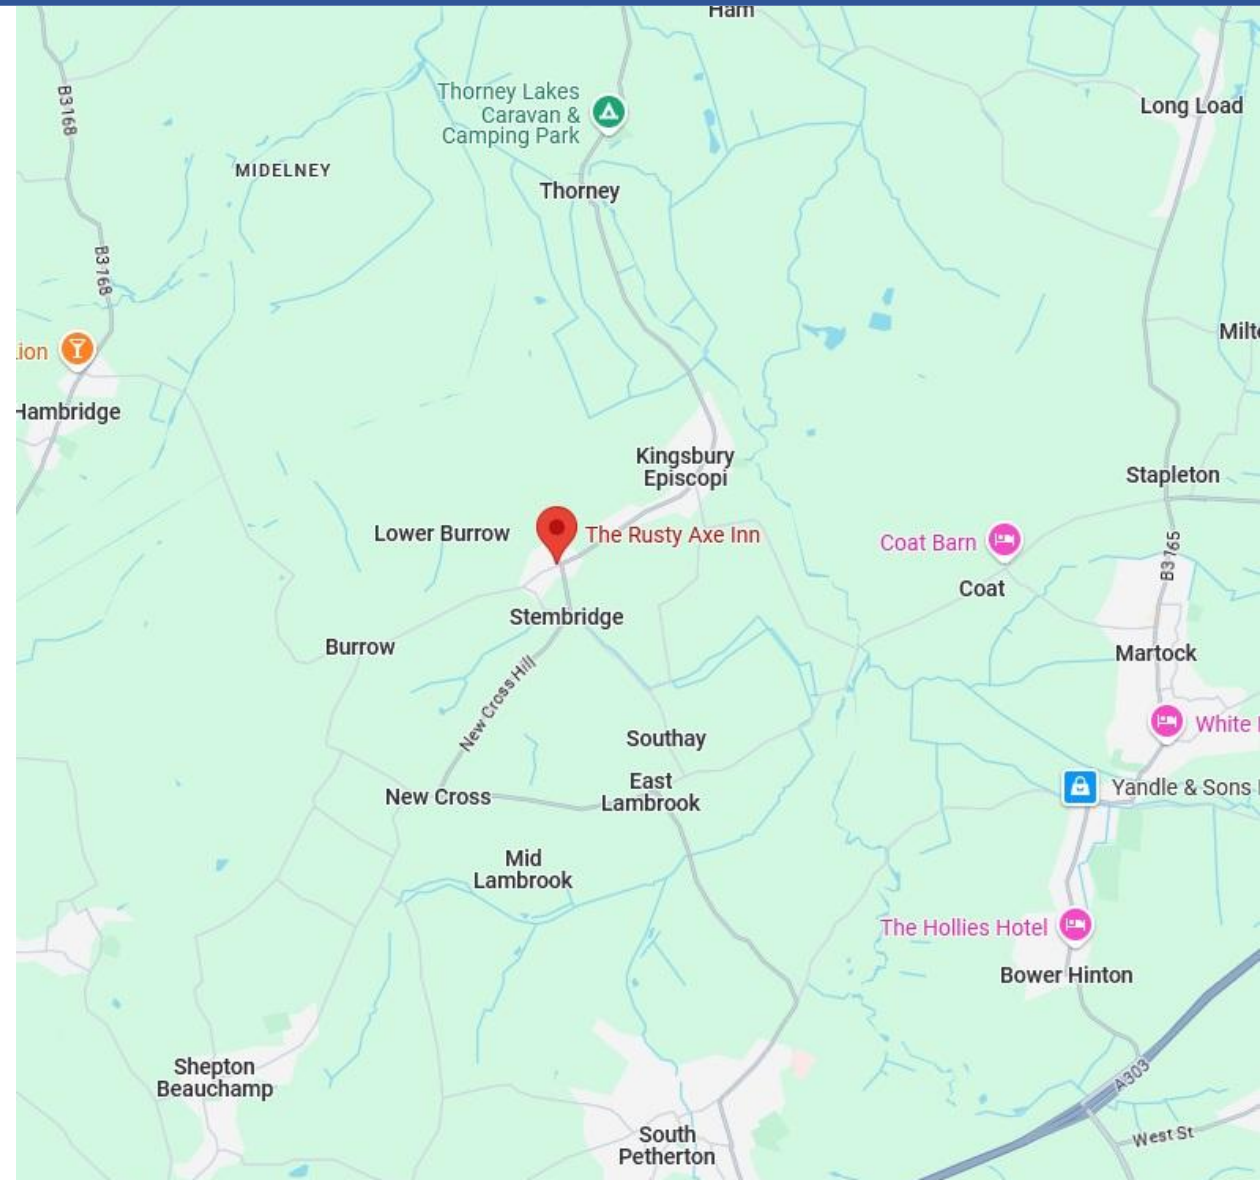 Ham
Thorney Lakes
Caravan &
Camping Park
B3168
Long Load
MIDELNEY
Thorney
B3168
Lion
Hambridge
Kingsbury
Episcopi
Stapleton
Lower Burrow
The Rusty Axe Inn
Coat Barn
B3165
Coat
Stembridge
Burrow
Martock
New Cross Hill
White
Southay
East
Lambrook
New Cross
Yandle & Sons
Mid
Lambrook
The Hollies Hotel
Bower Hinton
Shepton
Beauchamp
A303
West St
South
Petherton